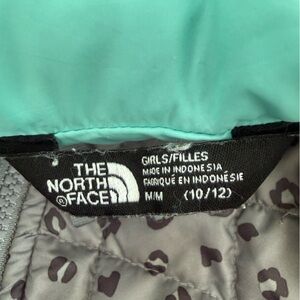 THE
NORTH
FACE®
GIRLS/FILLES
MADE IN INDONESIA
FABRIQUÉ EN INDONÉSIE
M/M (10/12)